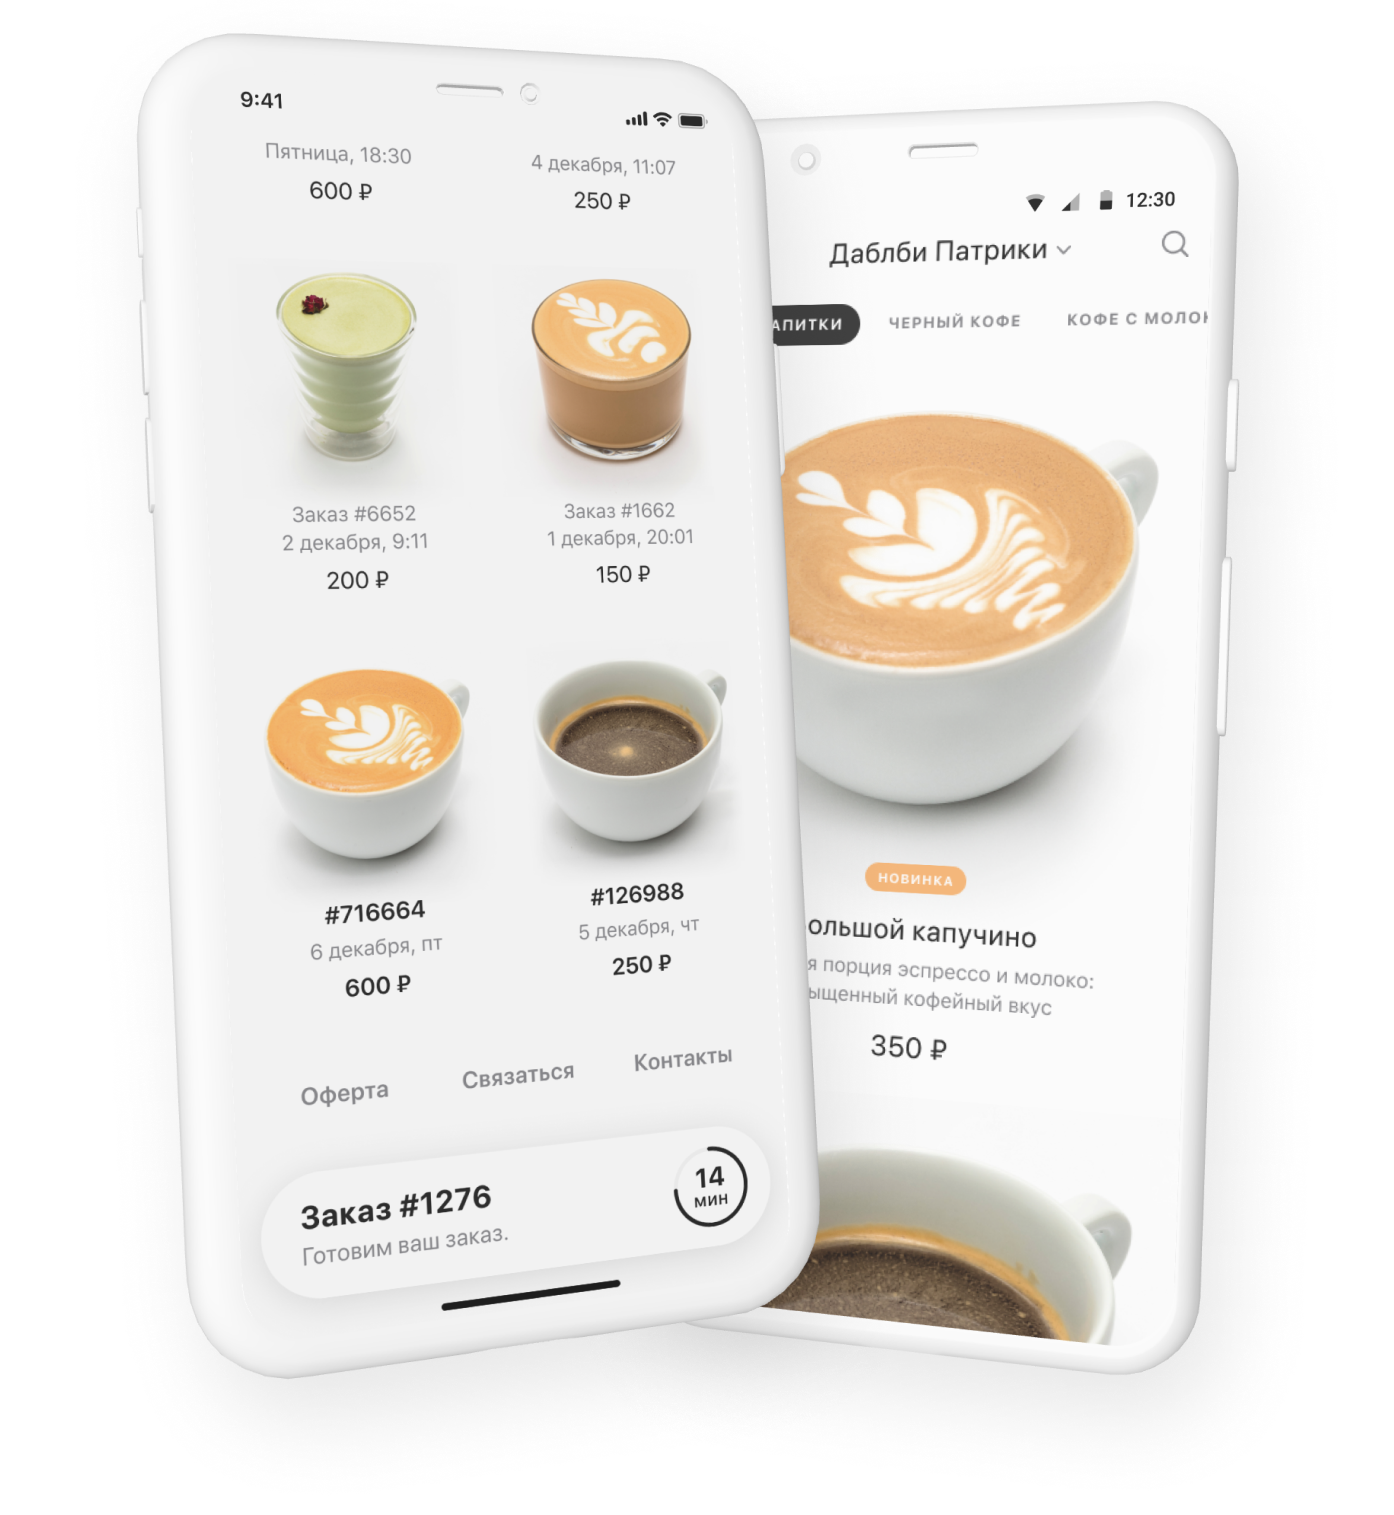 9:41
Пятница, 18:30
600 ₽
4 декабря, 11:07
250 ₽
Заказ #6652
2 декабря, 9:11
200 ₽
Заказ #1662
1 декабря, 20:01
150 ₽
#716664
6 декабря, пт
600 ₽
#126988
5 декабря, чт
250 ₽
Оферта
Связаться
Контакты
Заказ #1276
Готовим ваш заказ.
14
мин
12:30
Даблби Патрики
АПИТКИ
ЧЕРНЫЙ КОФЕ
КОФЕ С МОЛОК
НОВИНКА
ольшой капучино
я порция эспрессо и молоко:
ыщенный кофейный вкус
350 ₽